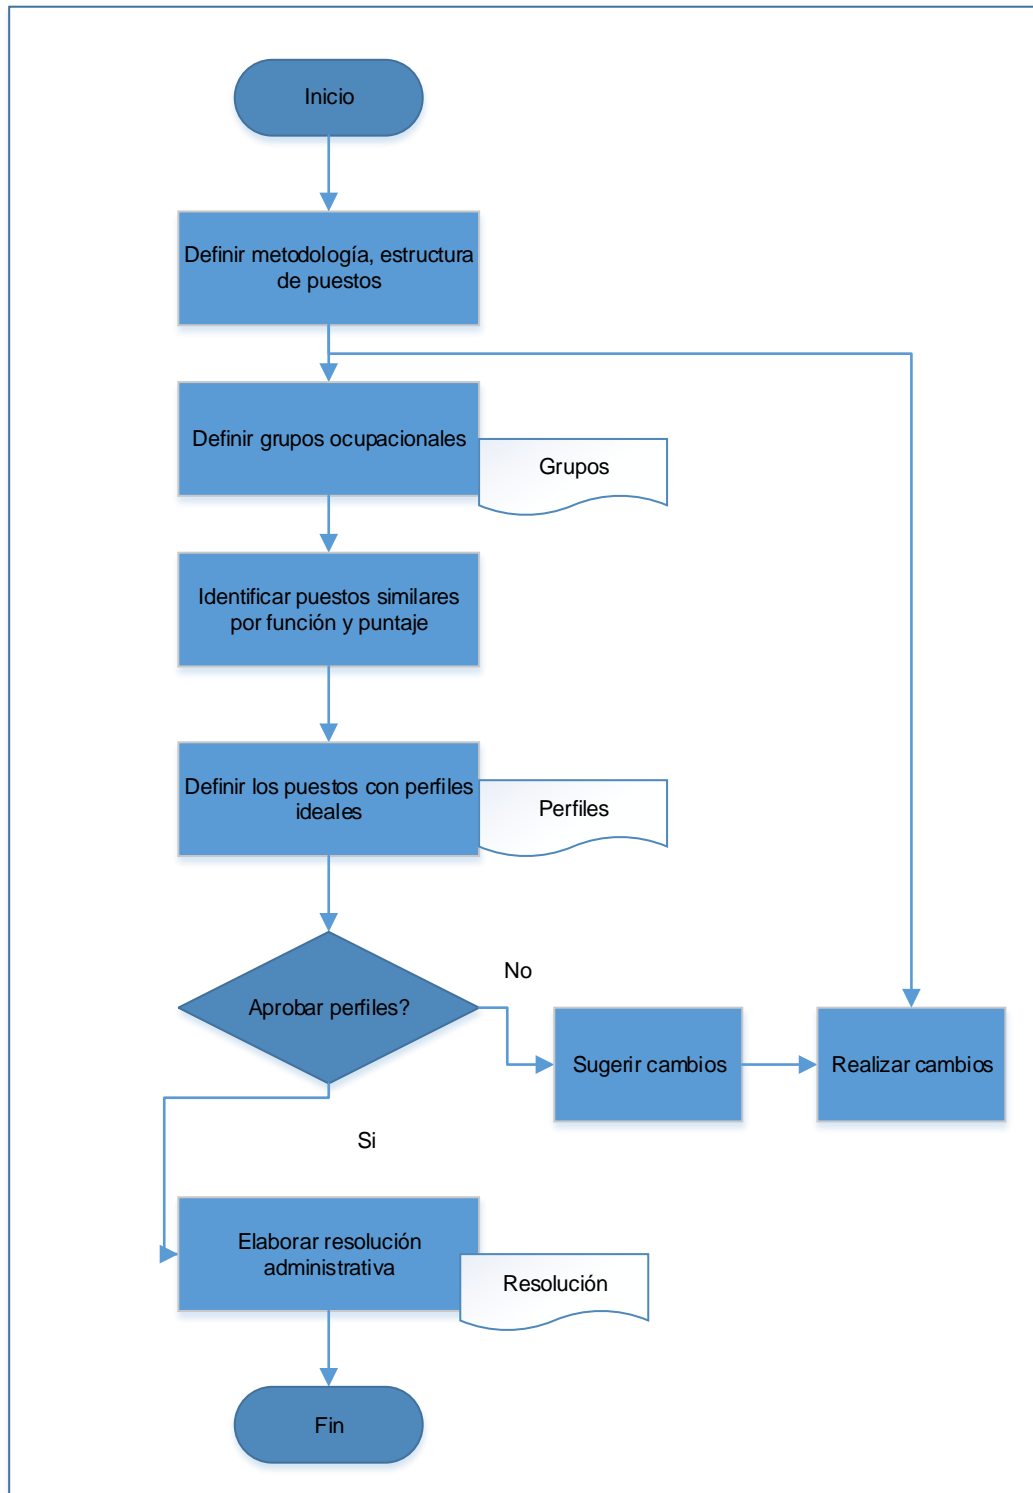 Inicio
Definir metodología, estructura
de puestos
Definir grupos ocupacionales
Grupos
Identificar puestos similares
por función y puntaje
Definir los puestos con perfiles
ideales
Perfiles
No
Aprobar perfiles?
Sugerir cambios
Realizar cambios
Si
Elaborar resolución
administrativa
Resolución
Fin